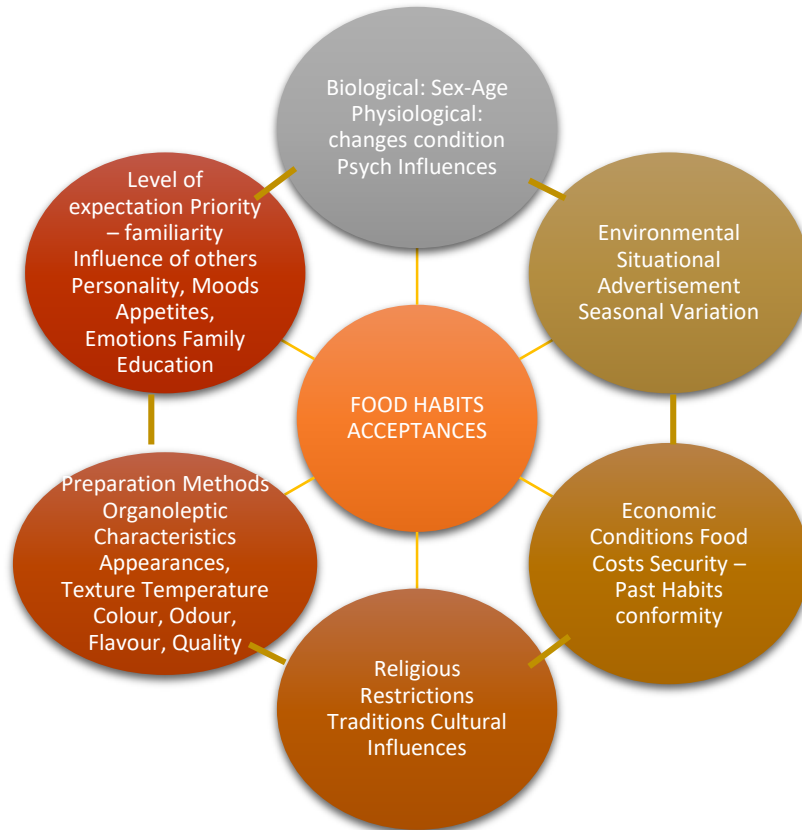 Biological: Sex-Age
Physiological:
changes condition
Psych Influences
Level of
expectation Priority
– familiarity
Influence of others
Personality, Moods
Appetites,
Emotions Family
Education
Environmental
Situational
Advertisement
Seasonal Variation
FOOD HABITS
ACCEPTANCES
Preparation Methods
Organoleptic
Characteristics
Appearances,
Texture Temperature
Colour, Odour,
Flavour, Quality
Economic
Conditions Food
Costs Security –
Past Habits
conformity
Religious
Restrictions
Traditions Cultural
Influences